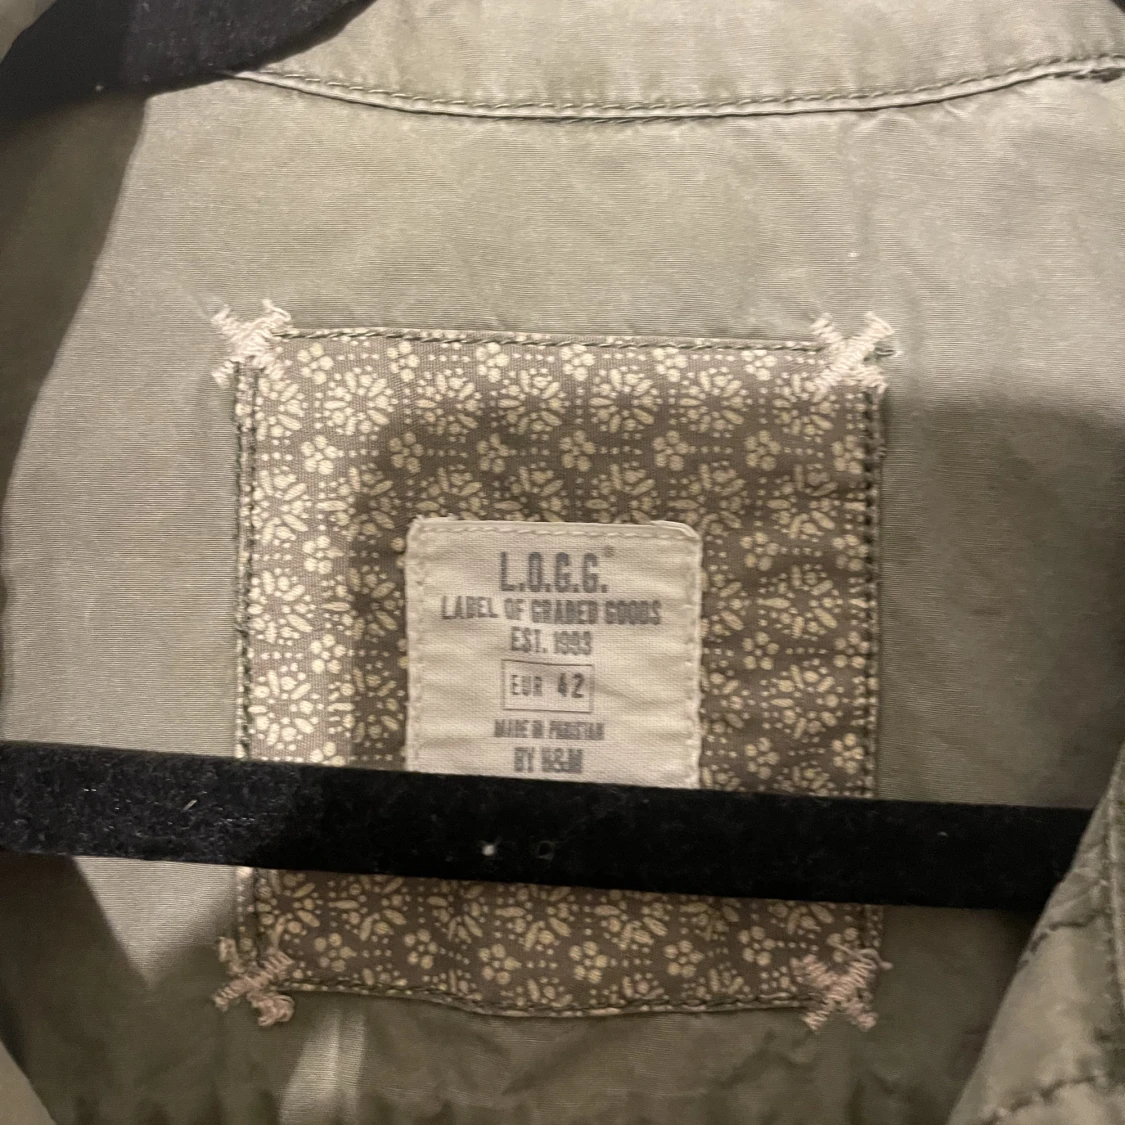 L.O.G.G.®
LABEL OF GRADED GOODS
EST. 1993
EUR 42
MADE IN PAKISTAN
BY H&M